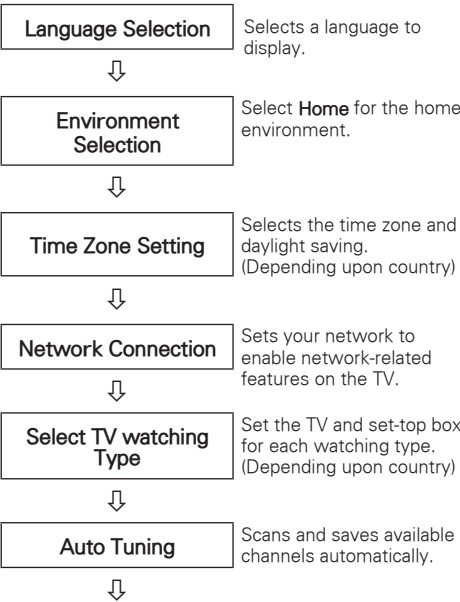 Language Selection
Selects a language to
display.
Environment
Selection
Select Home for the home
environment.
Time Zone Setting
Selects the time zone and
daylight saving.
(Depending upon country)
Network Connection
Sets your network to
enable network-related
features on the TV.
Select TV watching
Type
Set the TV and set-top box
for each watching type.
(Depending upon country)
Auto Tuning
Scans and saves available
channels automatically.